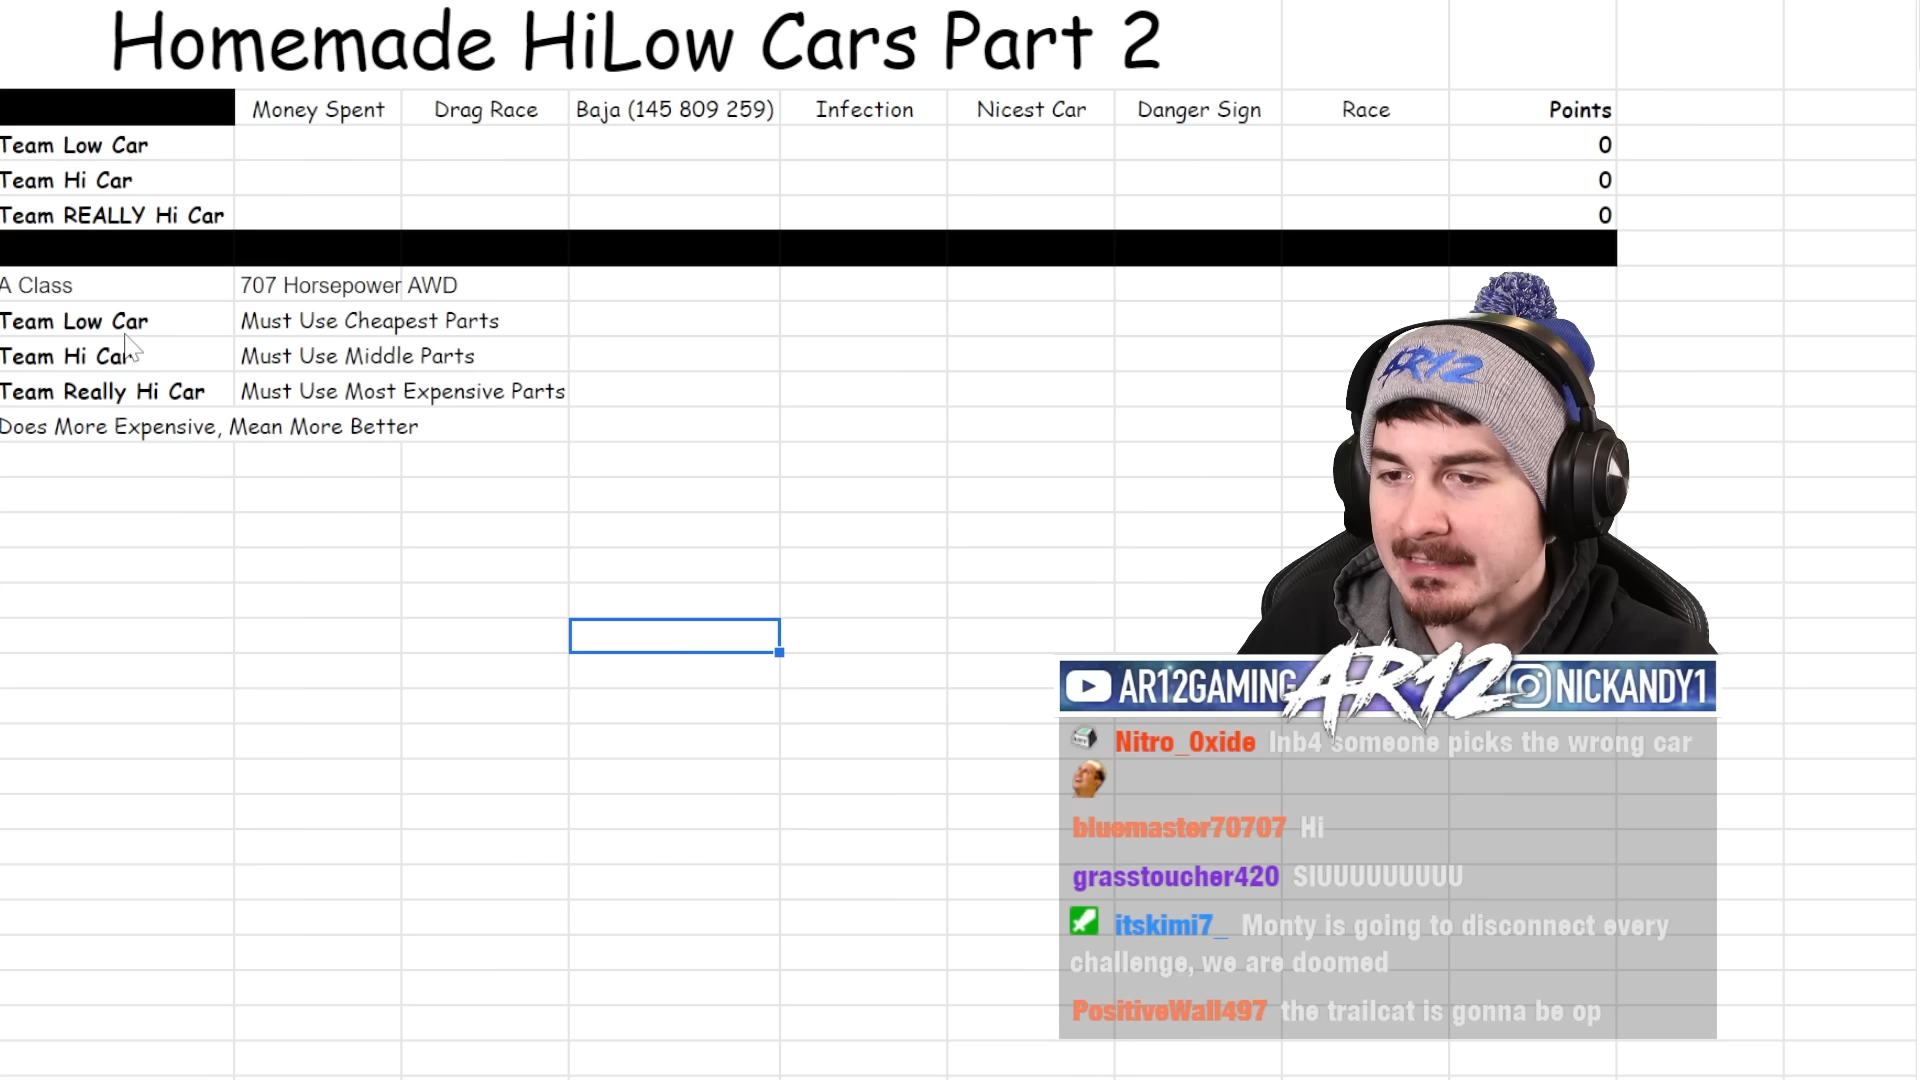 Homemade HiLow Cars Part 2
Money Spent Drag Race Baja (145 809 259) Infection Nicest Car Danger Sign Race Points
Team Low Car 0
Team Hi Car 0
Team REALLY Hi Car 0
A Class 707 Horsepower AWD
Team Low Car Must Use Cheapest Parts
Team Hi Car Must Use Middle Parts
Team Really Hi Car Must Use Most Expensive Parts
Does More Expensive, Mean More Better
AR12
AR12GAMING AR12 NICKANDY1
Nitro_Oxide Inb4 someone picks the wrong car
bluemaster70707 Hi
grasstoucher420 SIUUUUUUUUU
itskimi7_ Monty is going to disconnect every
challenge, we are doomed
PositiveWall497 the trailcat is gonna be op